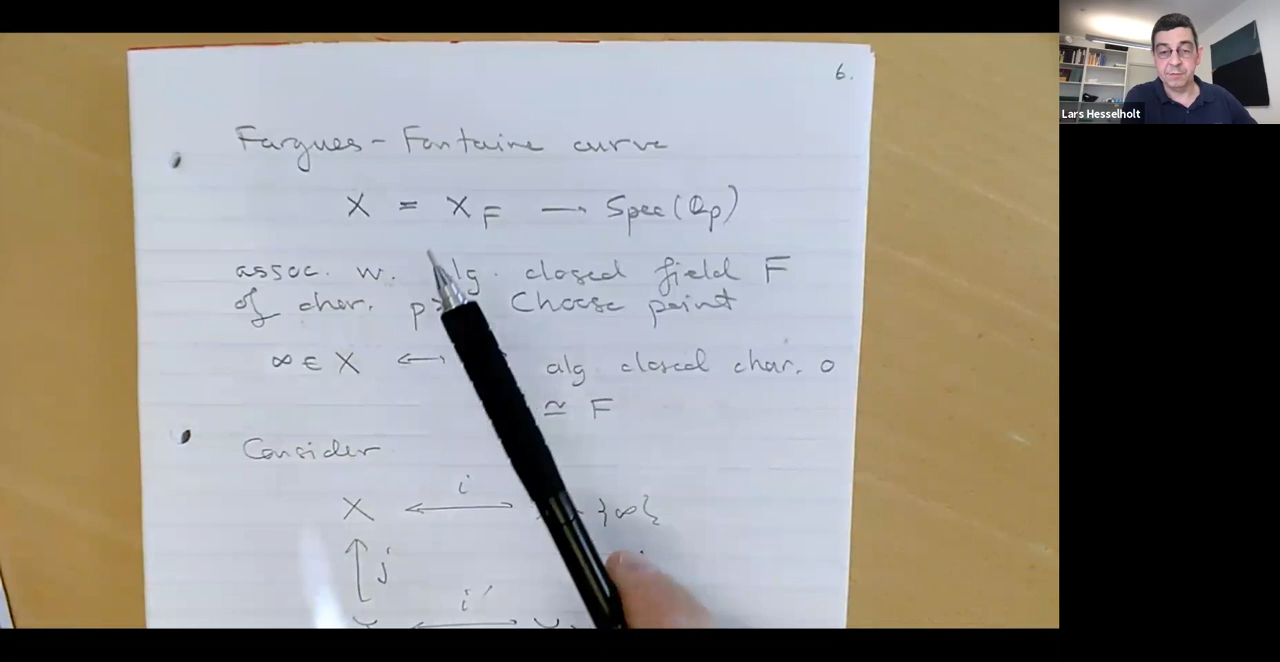 6.
Fargues - Fontaine curve
X = X_F → Spec(Q_p)
assoc. w. alg. closed field F
of char. p Choose point
∞ ∈ X ↔ alg closed char. 0
≃ F
Consider
X ↔ i {∞}
↑ j
i'
Lars Hesselholt